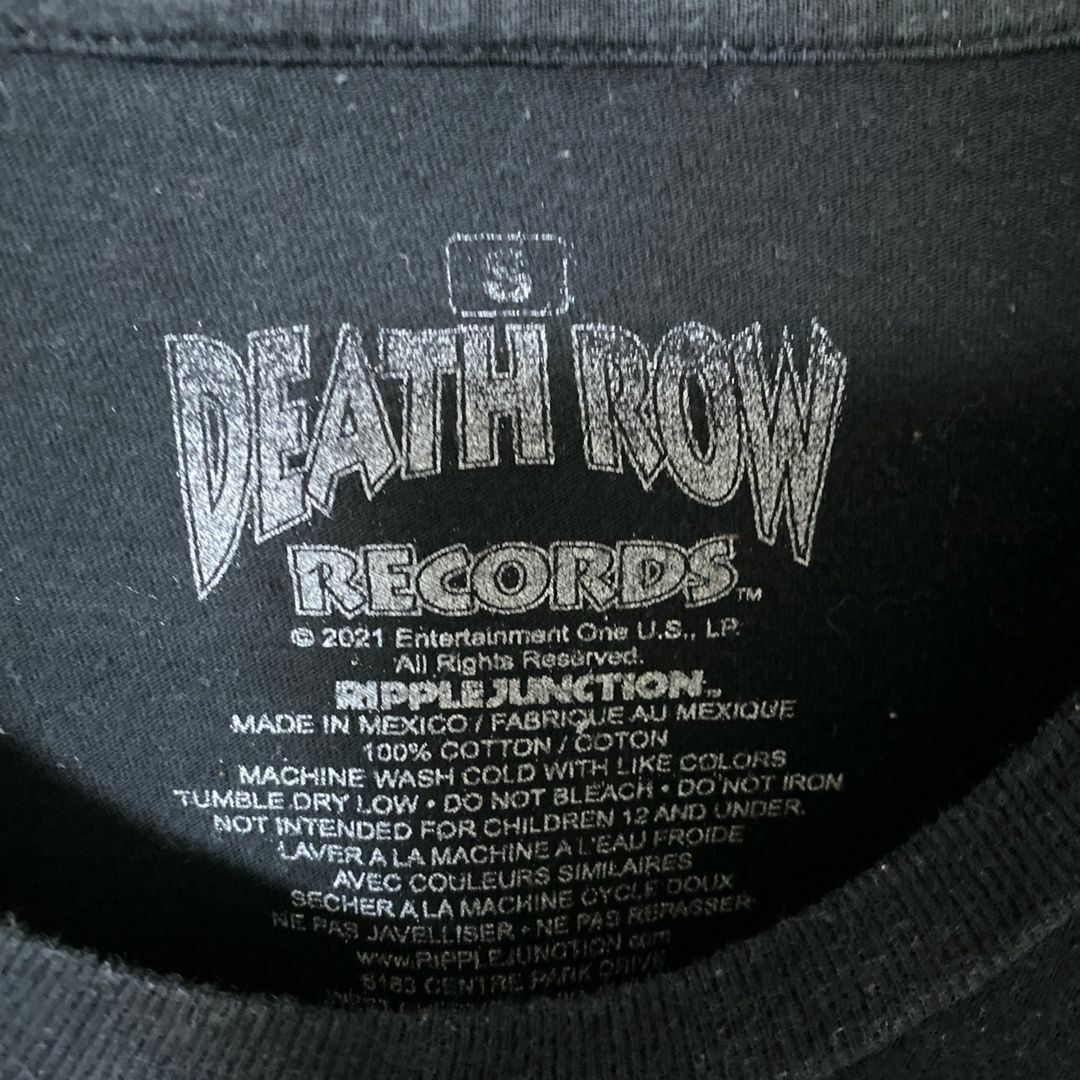 S
DEATH ROW
RECORDS™
© 2021 Entertainment One U.S., LP.
All Rights Reserved.
RIPPLE JUNCTION™
MADE IN MEXICO / FABRIQUE AU MEXIQUE
100% COTTON / COTON
MACHINE WASH COLD WITH LIKE COLORS
TUMBLE DRY LOW • DO NOT BLEACH • DO NOT IRON
NOT INTENDED FOR CHILDREN 12 AND UNDER.
LAVER A LA MACHINE A L'EAU FROIDE
AVEC COULEURS SIMILAIRES
SECHER A LA MACHINE CYCLE DOUX
NE PAS JAVELLISER • NE PAS REPASSER
www.RIPPLEJUNCTION.com
CENTRE PARK DRIVE